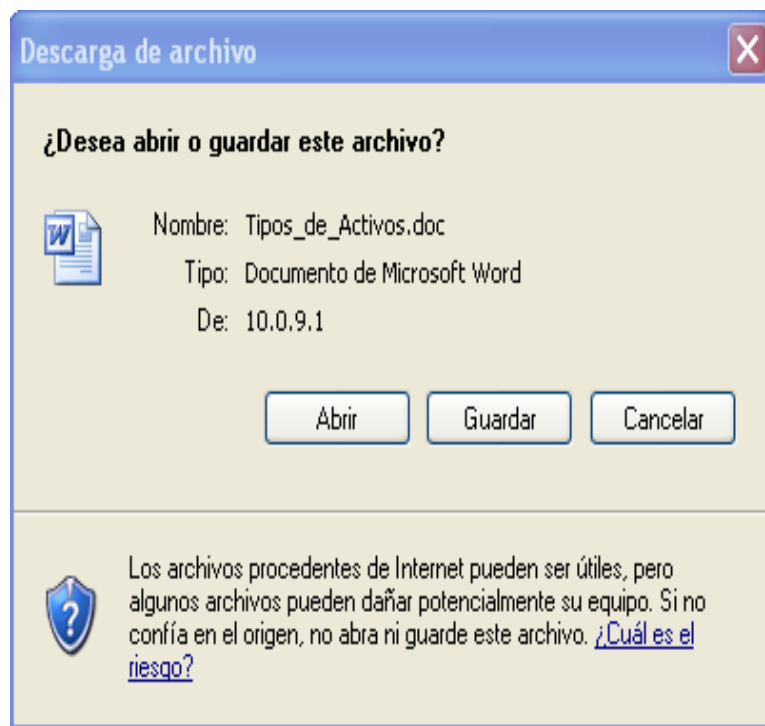 Descarga de archivo
¿Desea abrir o guardar este archivo?
Nombre: Tipos_de_Activos.doc
Tipo: Documento de Microsoft Word
De: 10.0.9.1
Abrir Guardar Cancelar
Los archivos procedentes de Internet pueden ser útiles, pero
algunos archivos pueden dañar potencialmente su equipo. Si no
confía en el origen, no abra ni guarde este archivo. ¿Cuál es el
riesgo?